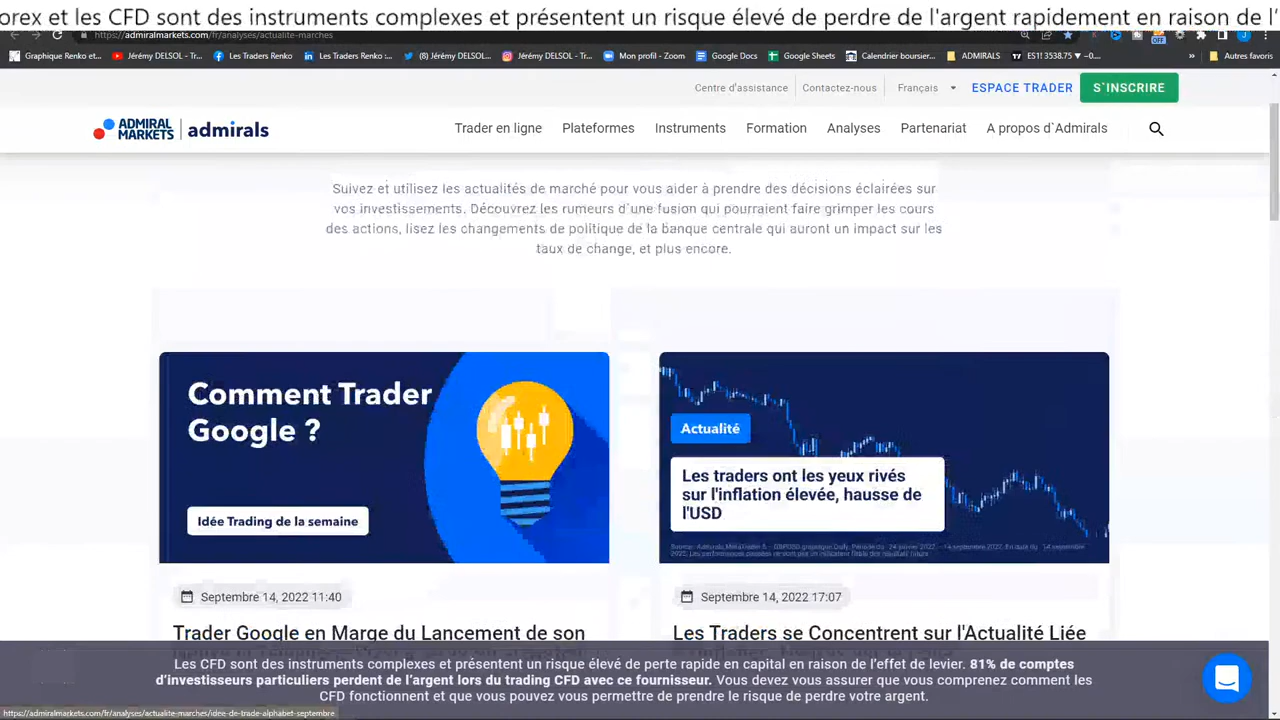 orex et les CFD sont des instruments complexes et présentent un risque élevé de perdre de l'argent rapidement en raison de l'
https://admiralmarkets.com/fr/analyses/actualite-marches
Graphique Renko et...
Jérémy DELSOL - Tr...
Les Traders Renko
Les Traders Renko :...
(8) Jérémy DELSOL...
Jérémy DELSOL - Tr...
Mon profil - Zoom
Google Docs
Google Sheets
Calendrier boursier...
ADMIRALS
ES1! 3538.75 ▼ −0....
»
Autres favoris
Centre d'assistance
Contactez-nous
Français
ESPACE TRADER
S`INSCRIRE
ADMIRAL MARKETS
admirals
Trader en ligne
Plateformes
Instruments
Formation
Analyses
Partenariat
A propos d`Admirals
Suivez et utilisez les actualités de marché pour vous aider à prendre des décisions éclairées sur
vos investissements. Découvrez les rumeurs d'une fusion qui pourraient faire grimper les cours
des actions, lisez les changements de politique de la banque centrale qui auront un impact sur les
taux de change, et plus encore.
Comment Trader
Google ?
Idée Trading de la semaine
Actualité
Les traders ont les yeux rivés
sur l'inflation élevée, hausse de
l'USD
Septembre 14, 2022 11:40
Septembre 14, 2022 17:07
Trader Google en Marge du Lancement de son
Les Traders se Concentrent sur l'Actualité Liée
Les CFD sont des instruments complexes et présentent un risque élevé de perte rapide en capital en raison de l'effet de levier. 81% de comptes
d'investisseurs particuliers perdent de l'argent lors du trading CFD avec ce fournisseur. Vous devez vous assurer que vous comprenez comment les
CFD fonctionnent et que vous pouvez vous permettre de prendre le risque de perdre votre argent.
https://admiralmarkets.com/fr/analyses/actualite-marches/idee-de-trade-alphabet-septembre